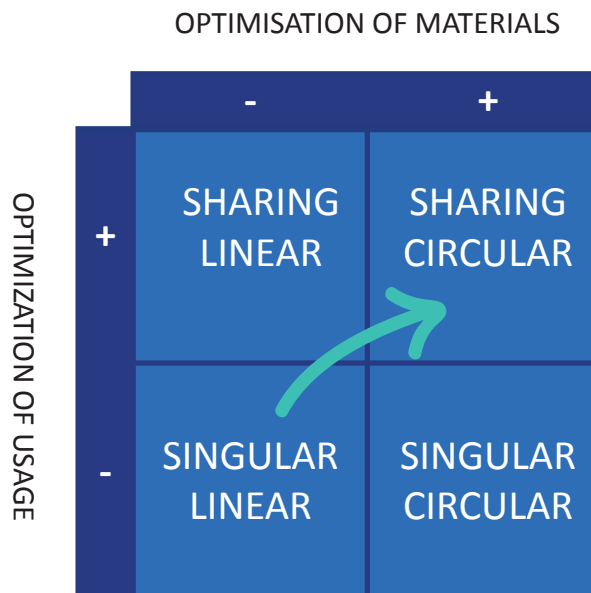 OPTIMISATION OF MATERIALS
- +
OPTIMIZATION OF USAGE
+
SHARING
LINEAR
SHARING
CIRCULAR
-
SINGULAR
LINEAR
SINGULAR
CIRCULAR